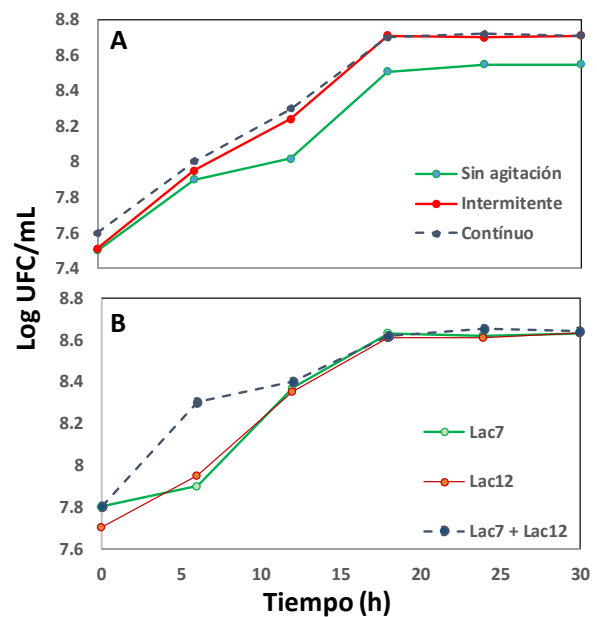 A
8.8
8.6
8.4
8.2
8
7.8
7.6
7.4
Sin agitación
Intermitente
Contínuo
Log UFC/mL
B
8.8
8.6
8.4
8.2
8
7.8
7.6
Lac7
Lac12
Lac7 + Lac12
0 5 10 15 20 25 30
Tiempo (h)